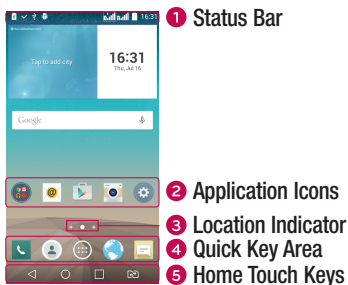 16:31
1 Status Bar
Tap to add city
16:31
Thu, Jul 16
Google
2 Application Icons
3 Location Indicator
4 Quick Key Area
5 Home Touch Keys